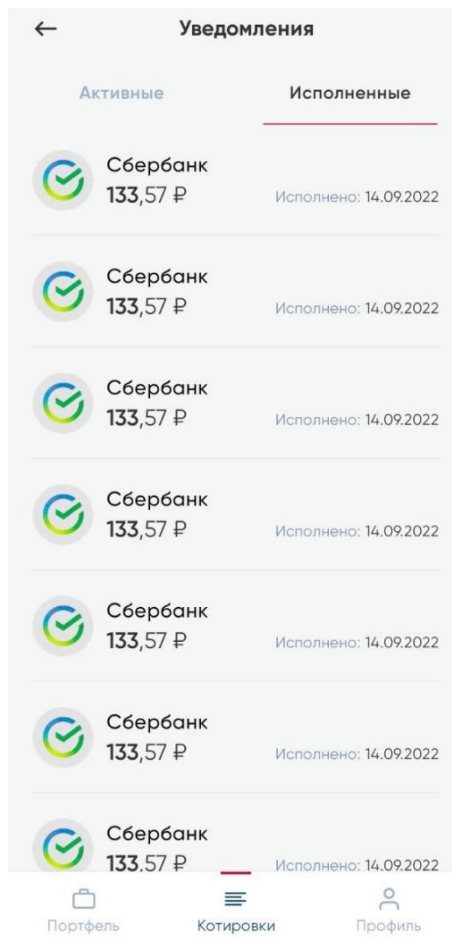 Уведомления
Активные Исполненные
Сбербанк
133,57 ₽ Исполнено: 14.09.2022
Сбербанк
133,57 ₽ Исполнено: 14.09.2022
Сбербанк
133,57 ₽ Исполнено: 14.09.2022
Сбербанк
133,57 ₽ Исполнено: 14.09.2022
Сбербанк
133,57 ₽ Исполнено: 14.09.2022
Сбербанк
133,57 ₽ Исполнено: 14.09.2022
Сбербанк
133,57 ₽ Исполнено: 14.09.2022
Портфель Котировки Профиль